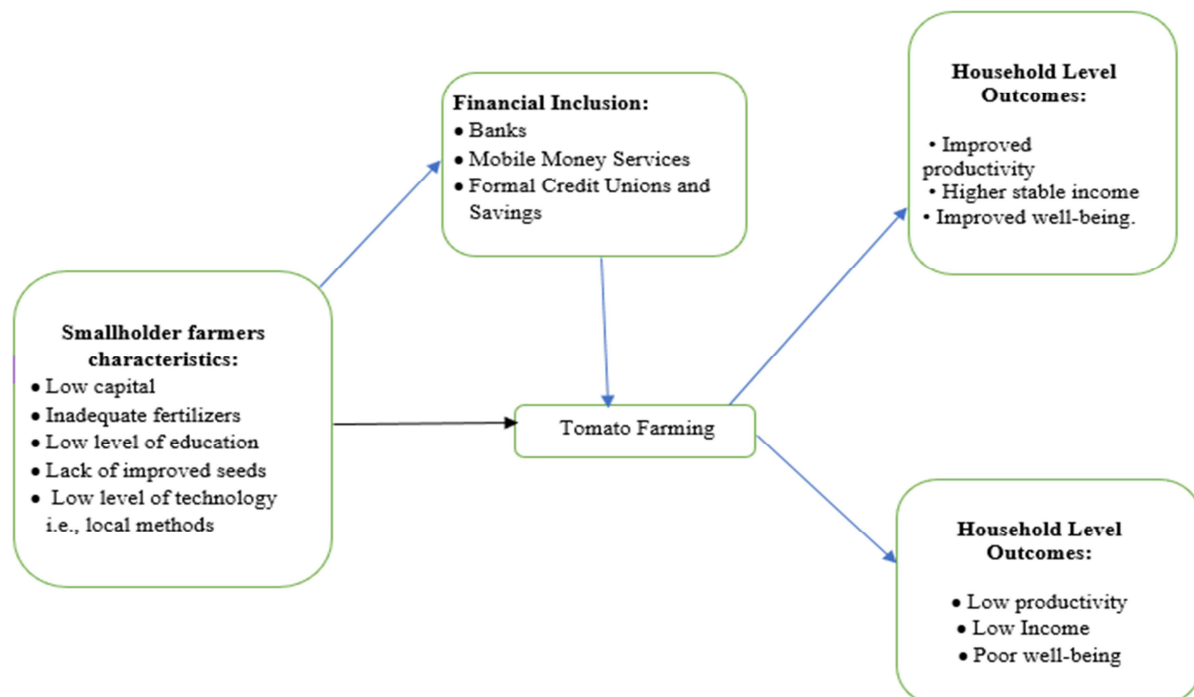 Financial Inclusion:
● Banks
● Mobile Money Services
● Formal Credit Unions and
Savings
Household Level
Outcomes:
• Improved
productivity
• Higher stable income
● Improved well-being.
Smallholder farmers
characteristics:
● Low capital
● Inadequate fertilizers
● Low level of education
● Lack of improved seeds
● Low level of technology
i.e., local methods
Tomato Farming
Household Level
Outcomes:
● Low productivity
● Low Income
● Poor well-being